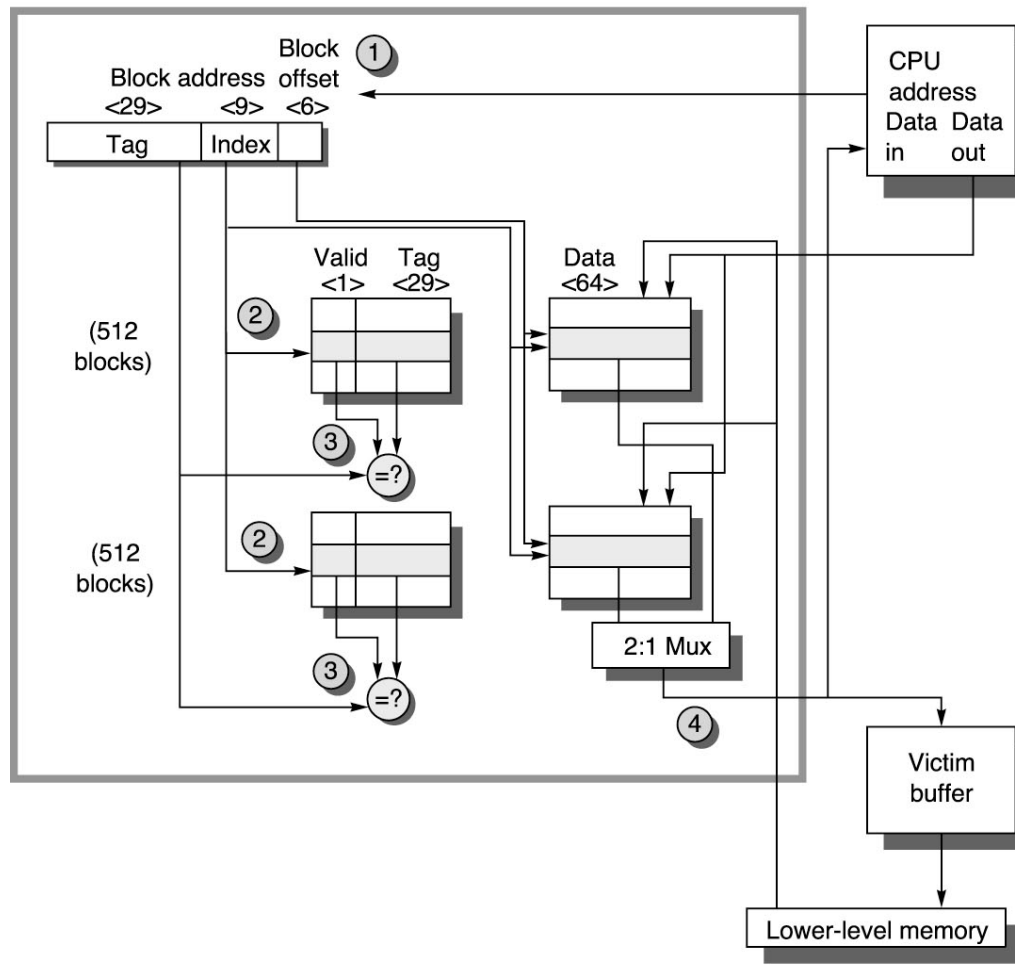 Block
offset
1
Block address
<29>
<9>
<6>
Tag
Index
CPU
address
Data
in
Data
out
Valid
<1>
Tag
<29>
Data
<64>
(512
blocks)
2
3
=?
(512
blocks)
2
3
=?
2:1 Mux
4
Victim
buffer
Lower-level memory